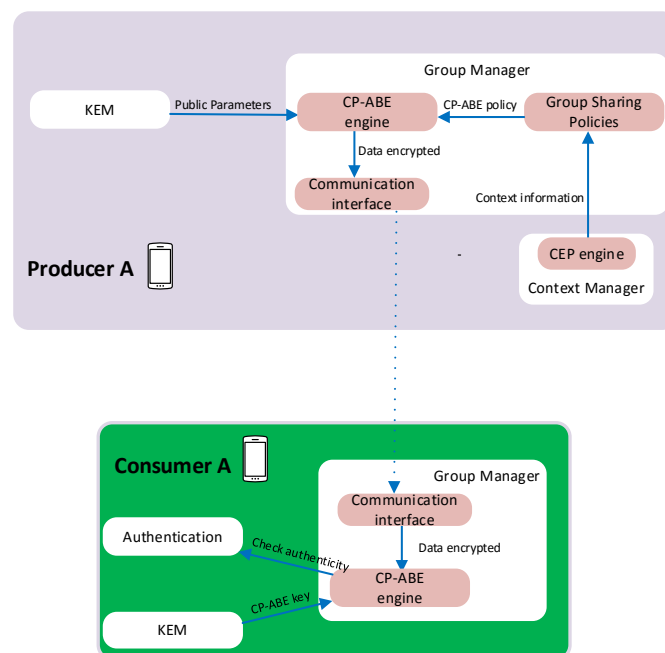 Group Manager
KEM
Public Parameters
CP-ABE
engine
CP-ABE policy
Group Sharing
Policies
Data encrypted
Communication
interface
Context information
Producer A
-
CEP engine
Context Manager
Consumer A
Group Manager
Communication
interface
Authentication
Check authenticity
Data encrypted
CP-ABE
engine
CP-ABE key
KEM